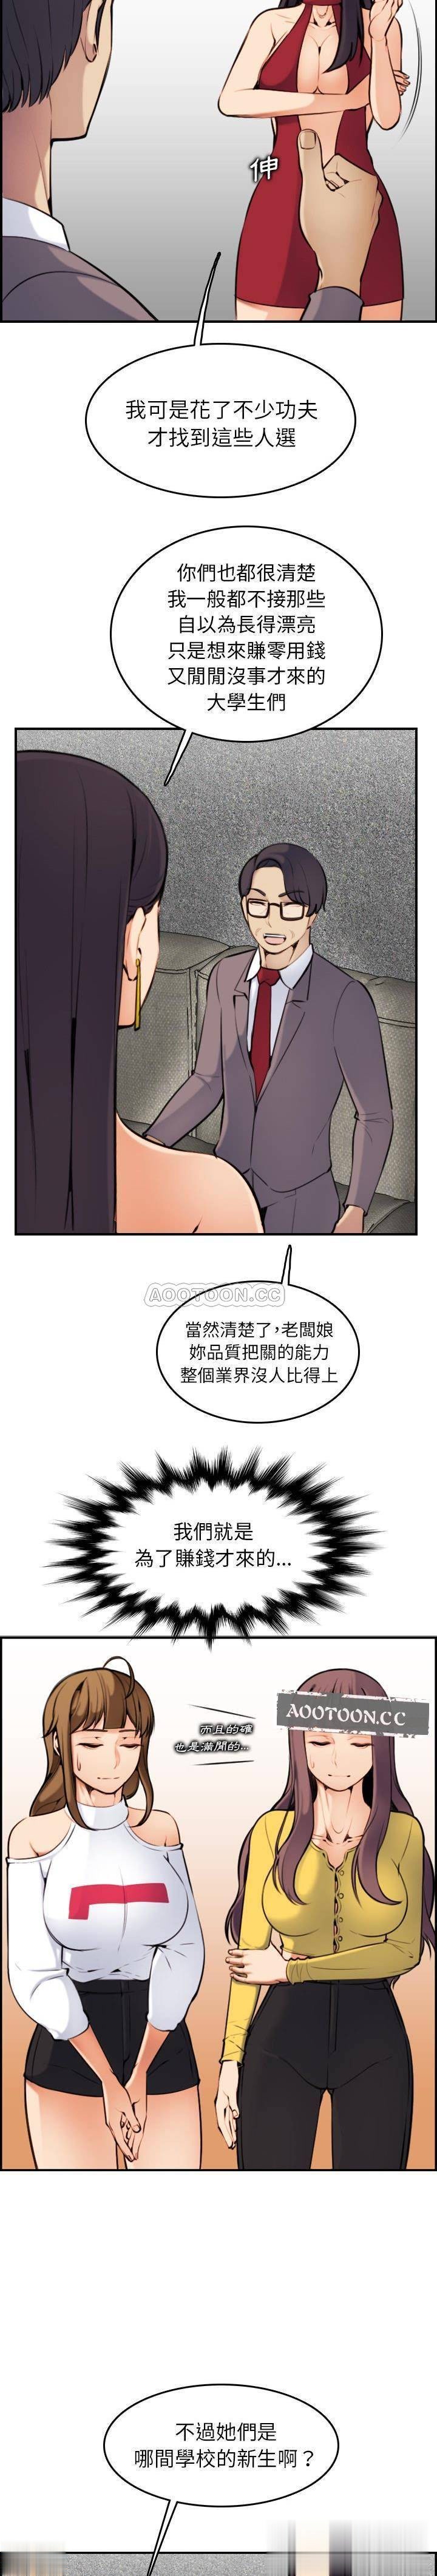 伸
我可是花了不少功夫
才找到這些人選
你們也都很清楚
我一般都不接那些
自以為長得漂亮
只是想來賺零用錢
又閒閒沒事才來的
大學生們
AOOTOON.CC
當然清楚了，老闆娘
妳品質把關的能力
整個業界沒人比得上
我們就是
為了賺錢才來的...
而且的確
也是滿閒的...
AOOTOON.CC
不過她們是
哪間學校的新生啊？